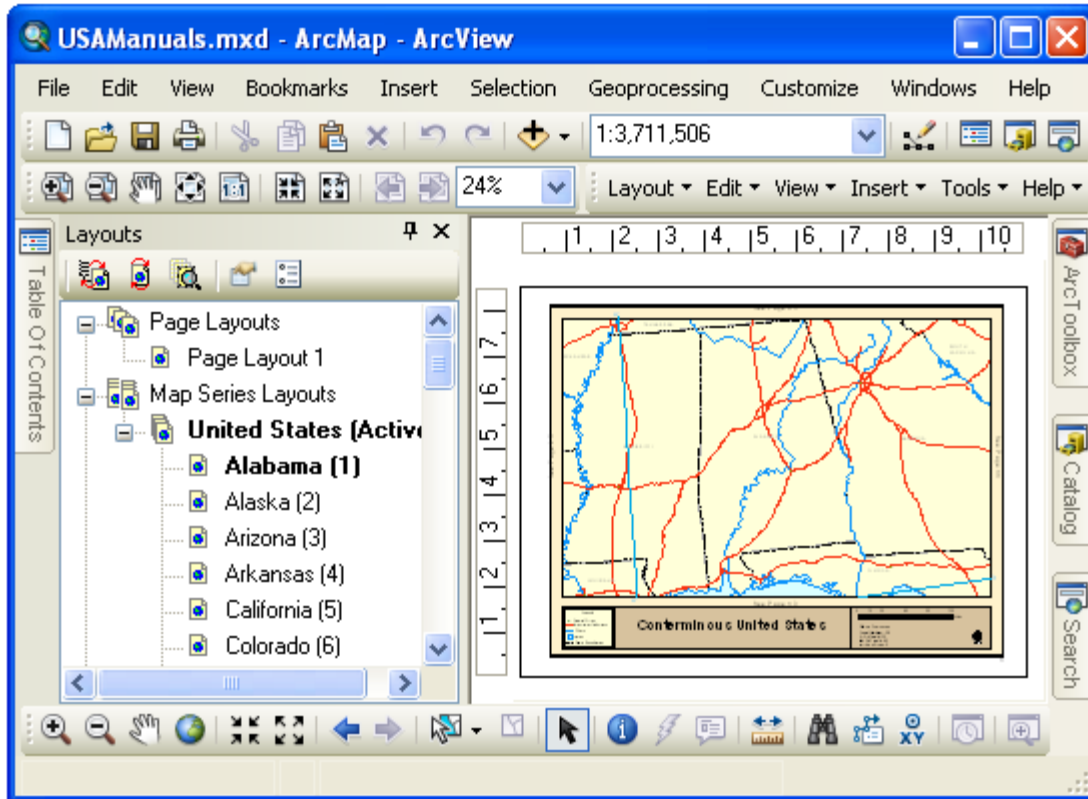 USAManuals.mxd - ArcMap - ArcView
File Edit View Bookmarks Insert Selection Geoprocessing Customize Windows Help
1:3,711,506
1:1
24%
Layout Edit View Insert Tools Help
Table Of Contents
Layouts
Page Layouts
Page Layout 1
Map Series Layouts
United States (Active
Alabama (1)
Alaska (2)
Arizona (3)
Arkansas (4)
California (5)
Colorado (6)
1 2 3 4 5 6 7 8 9 10
7
6
5
4
3
2
1
Conterminous United States
ArcToolbox
Catalog
Search
XY